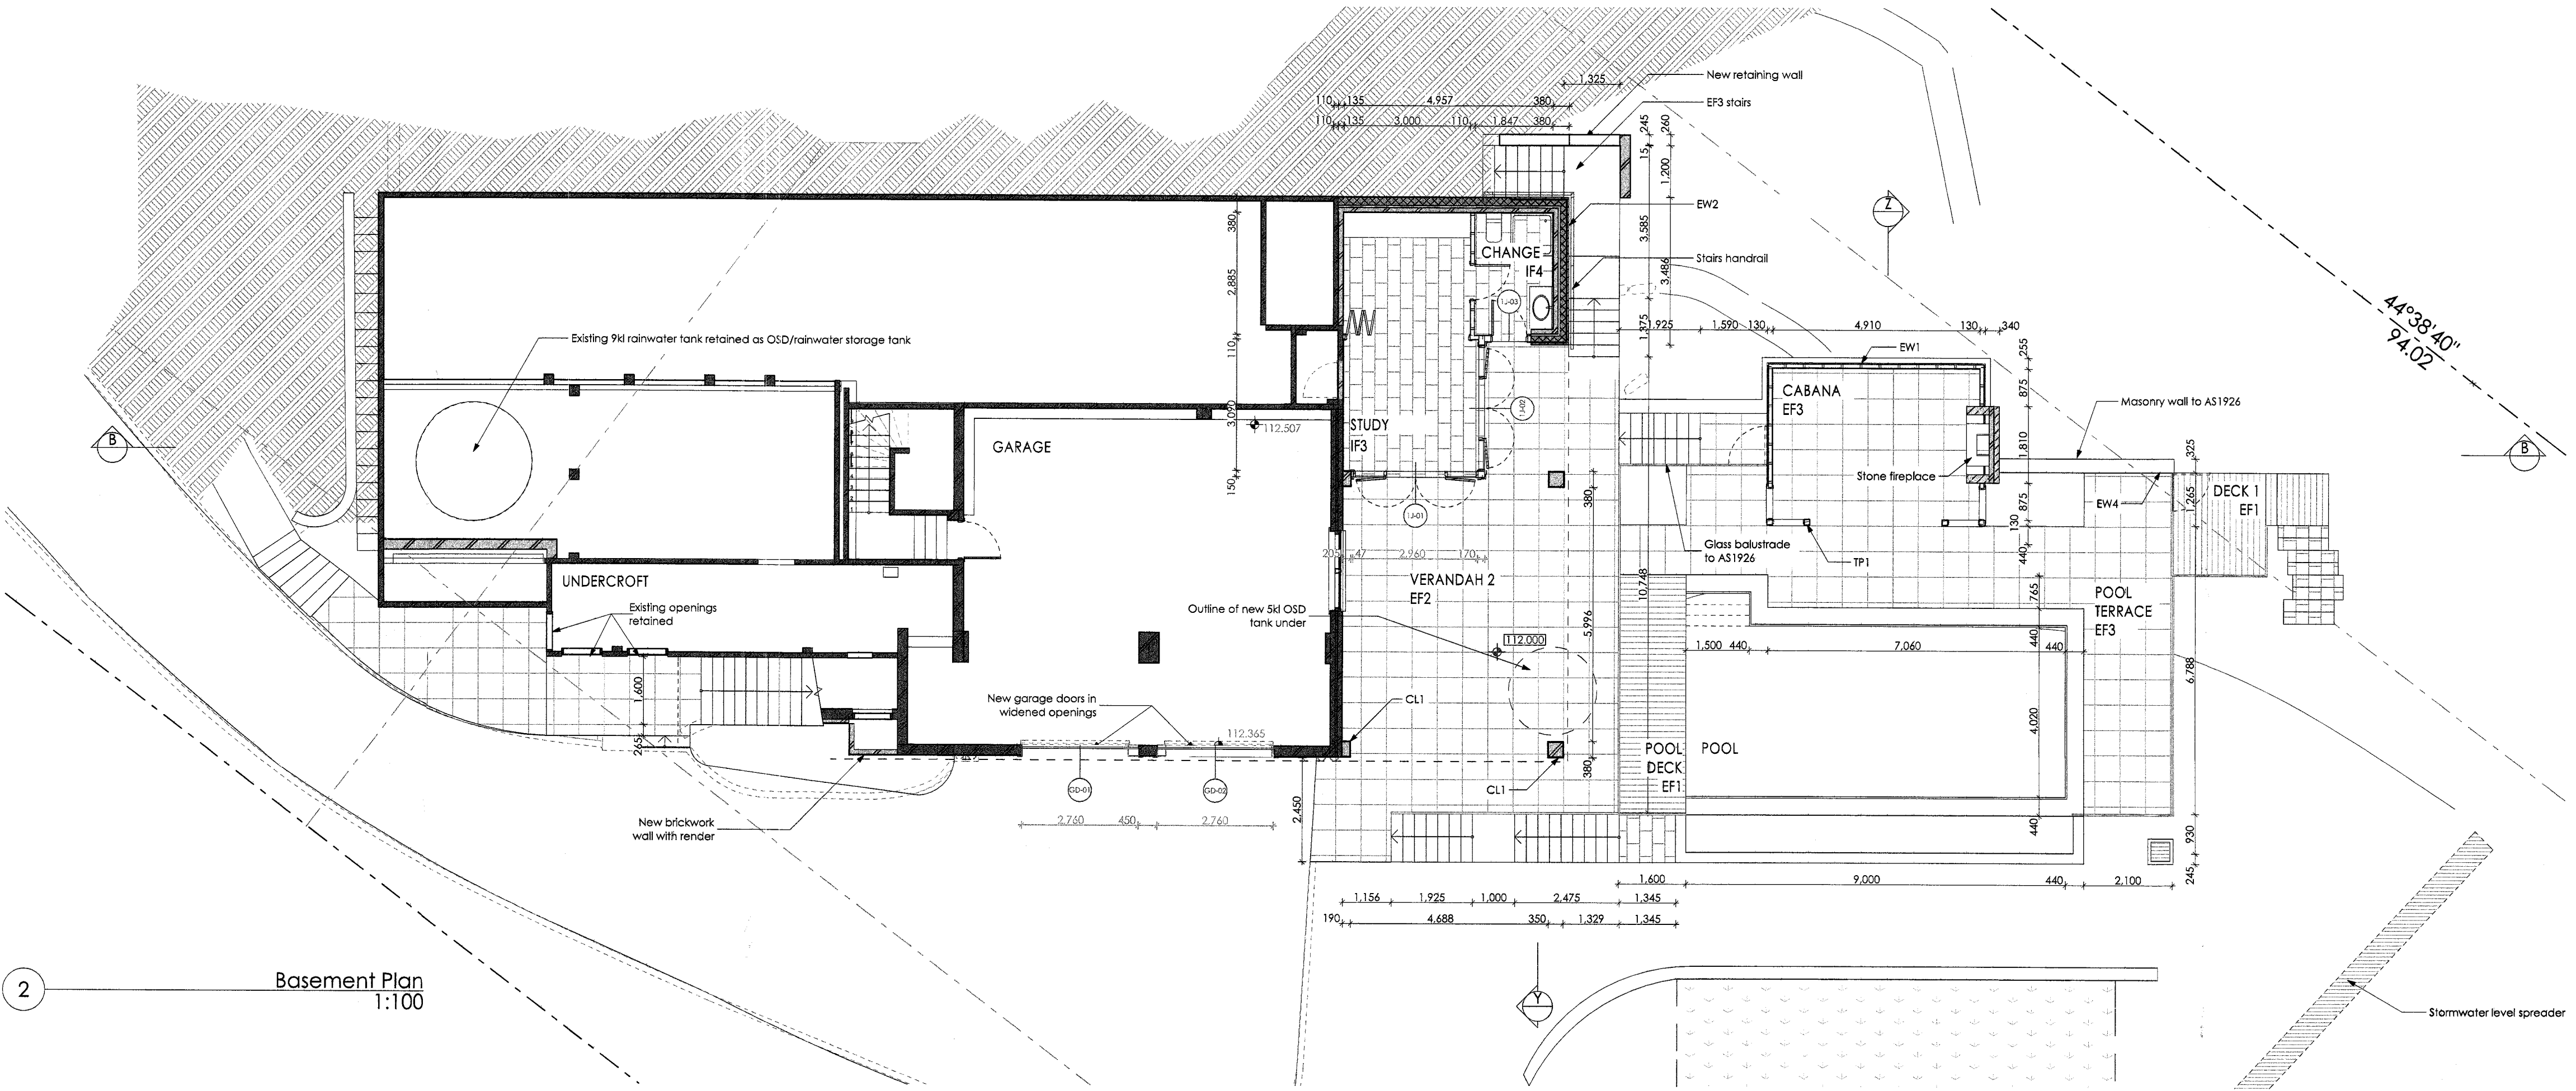 1,325
New retaining wall
110 135 4,957 380
EF3 stairs
110 135 3,000 110 1,847 380
245
260
15
1,200
EW2
Z
380
3,585
CHANGE
IF4
Stairs handrail
3,486
2,885
1J-03
44°38'40"
94.02
Existing 9kl rainwater tank retained as OSD/rainwater storage tank
110
1,375
1,925 1,590 130 4,910 130 340
EW1
255
875
CABANA
EF3
Masonry wall to AS1926
1J-02
3,090
112.507
STUDY
IF3
B
GARAGE
B
1,810
325
Stone fireplace
150
380
DECK 1
EF1
EW4
1,265
875
1J-01
130
Glass balustrade
to AS1926
TP1
440
205 47 2,960 170
UNDERCROFT
VERANDAH 2
EF2
10,748
765
POOL
TERRACE
EF3
Existing openings
retained
Outline of new 5kl OSD
tank under
5,996
112.000
440
1,500 440 7,060 440
6,788
1,600
New garage doors in
widened openings
CL1
4,020
265
112.365
POOL
DECK
EF1
POOL
380
GD-01
GD-02
CL1
2,450
New brickwork
wall with render
2,760 450 2,760
440
930
245
1,600 9,000 440 2,100
1,156 1,925 1,000 2,475 1,345
190 4,688 350 1,329 1,345
2
Basement Plan
1:100
Y
Stormwater level spreader